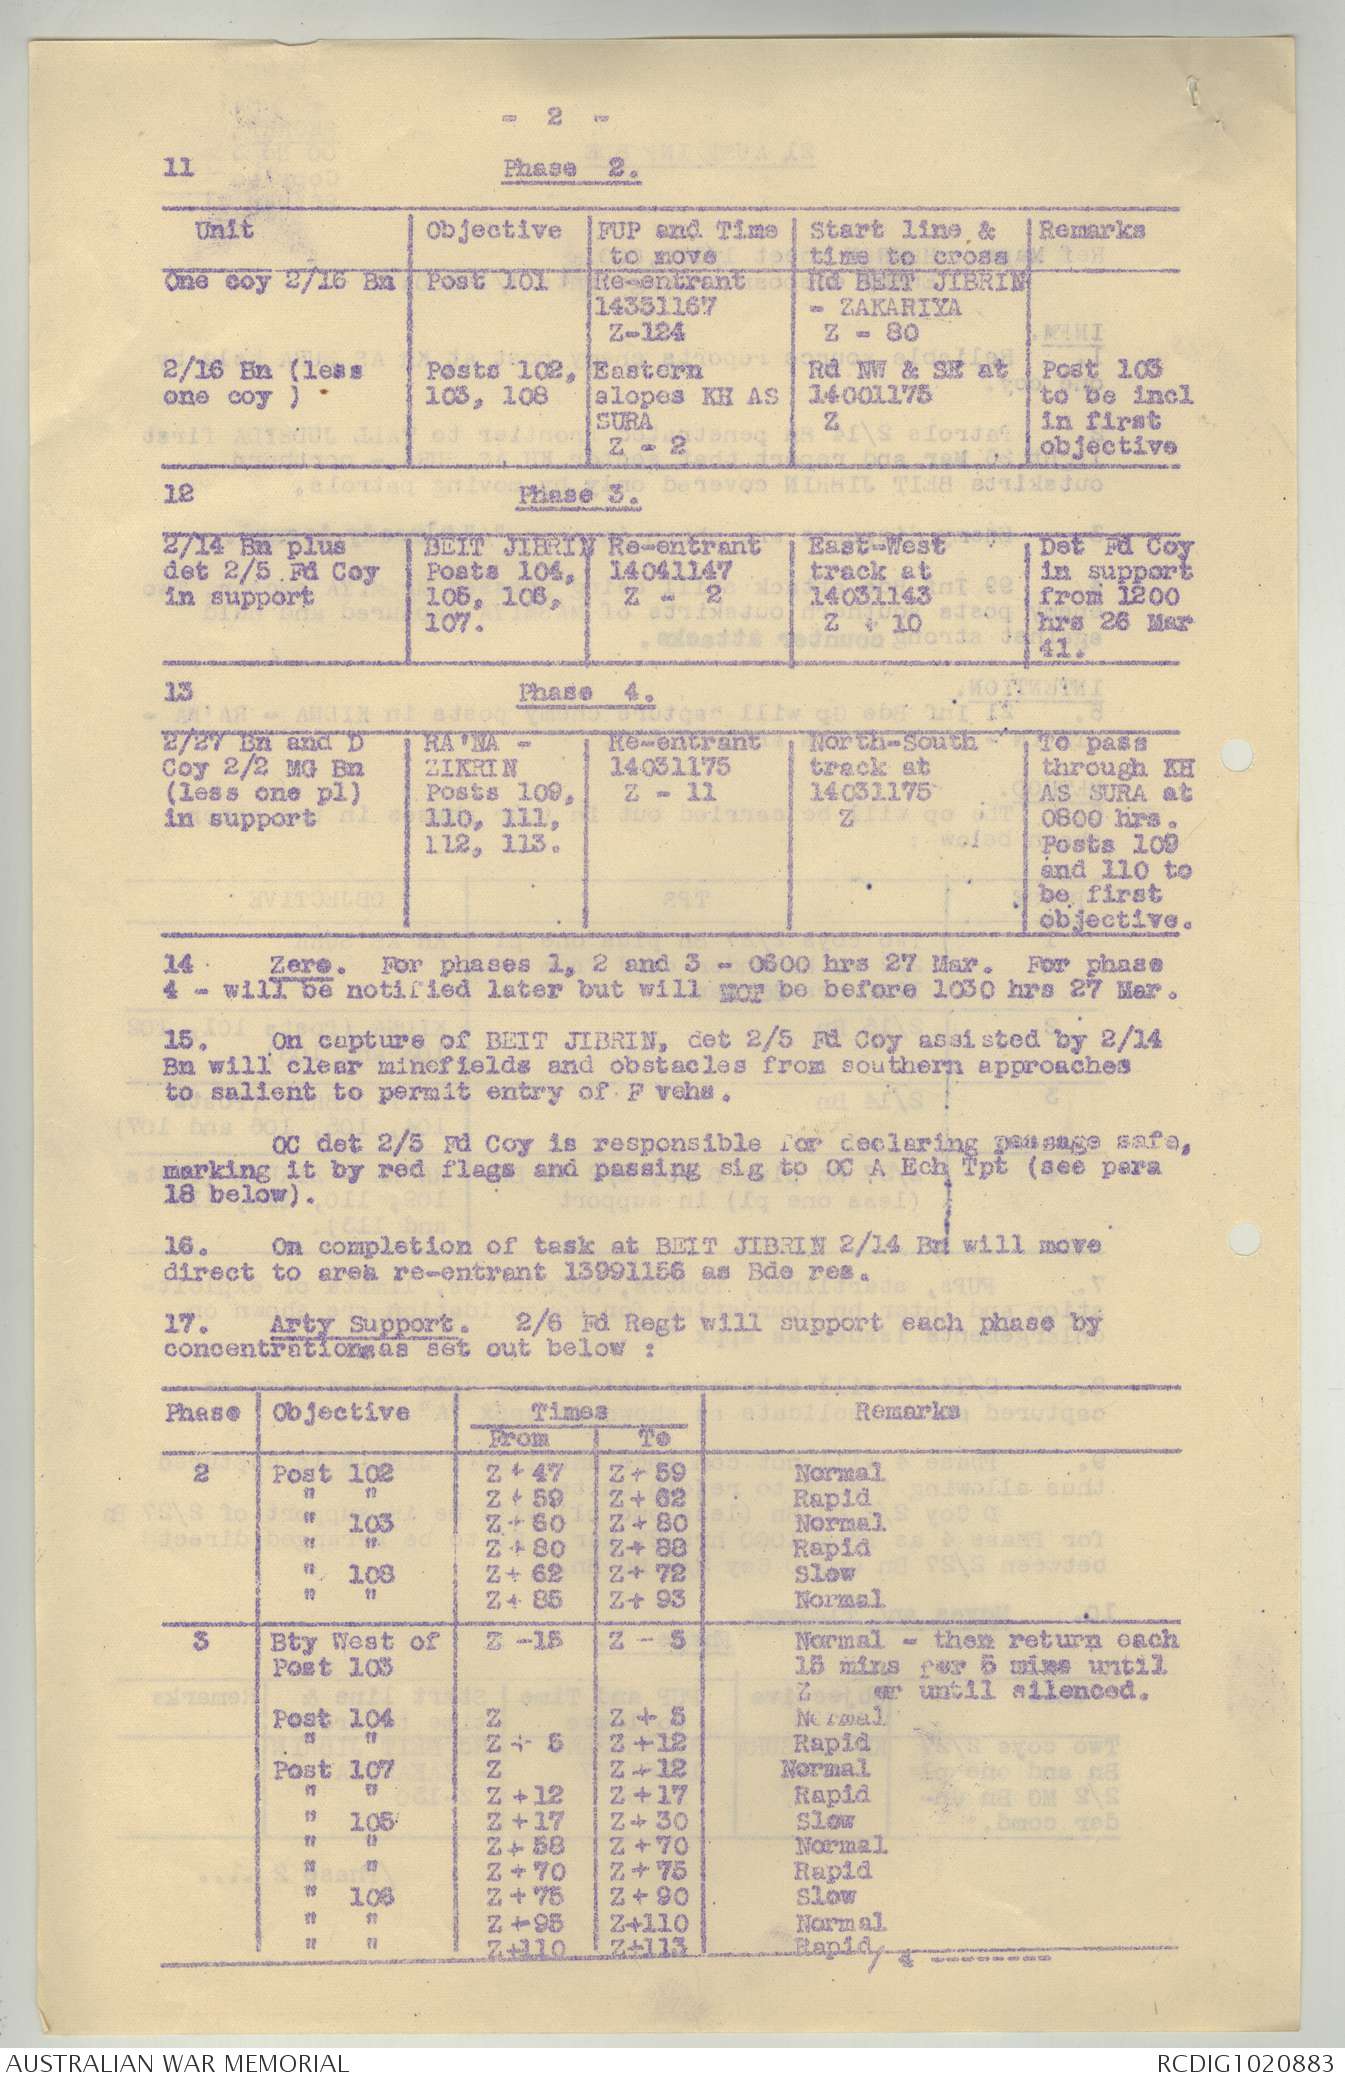 - 2 -
11 Phase 2.
Unit | Objective | FUP and Time | Start line & | Remarks
to move | time to cross
One coy 2/16 Bn | Post 101 | Re-entrant | Rd BEIT JIBRIN
14331167 | - ZAKARIYA
Z-124 | Z - 80
2/16 Bn (less | Posts 102, | Eastern | Rd NW & SE at | Post 103
one coy ) | 103, 108 | slopes KH AS | 14001175 | to be incl
SURA | Z | in first
Z - 2 | objective
12 Phase 3.
2/14 Bn plus | BEIT JIBRIN | Re-entrant | East-West | Det Fd Coy
det 2/5 Fd Coy | Posts 104, | 14041147 | track at | in support
in support | 105, 106, | Z - 2 | 14031143 | from 1200
107. | Z + 10 | hrs 26 Mar
41.
13 Phase 4.
2/27 Bn and D | RA'NA - | Re-entrant | North-South | To pass
Coy 2/2 MG Bn | ZIKRIN | 14031175 | track at | through KH
(less one pl) | Posts 109, | Z - 11 | 14031175 | AS SURA at
in support | 110, 111, | Z | 0800 hrs.
112, 113. | Posts 109
and 110 to
be first
objective.
14 Zero. For phases 1, 2 and 3 - 0600 hrs 27 Mar. For phase
4 - will be notified later but will NOT be before 1030 hrs 27 Mar.
15. On capture of BEIT JIBRIN, det 2/5 Fd Coy assisted by 2/14
Bn will clear minefields and obstacles from southern approaches
to salient to permit entry of F vehs.
OC det 2/5 Fd Coy is responsible for declaring passage safe,
marking it by red flags and passing sig to OC A Ech Tpt (see para
18 below).
16. On completion of task at BEIT JIBRIN 2/14 Bn will move
direct to area re-entrant 13991156 as Bde res.
17. Arty Support. 2/6 Fd Regt will support each phase by
concentrations as set out below :
Phase | Objective | Times | Remarks
From | To
2 | Post 102 | Z + 47 | Z + 59 | Normal
" " | Z + 59 | Z + 62 | Rapid
" 103 | Z + 60 | Z + 80 | Normal
" " | Z + 80 | Z + 88 | Rapid
" 108 | Z + 62 | Z + 72 | Slow
" " | Z + 85 | Z + 93 | Normal
3 | Bty West of | Z -15 | Z - 5 | Normal - then return each
Post 103 | 15 mins for 5 mins until
Z or until silenced.
Post 104 | Z | Z + 5 | Normal
" " | Z + 5 | Z +12 | Rapid
Post 107 | Z | Z +12 | Normal
" " | Z +12 | Z +17 | Rapid
" 105 | Z +17 | Z +30 | Slow
" " | Z +58 | Z +70 | Normal
" " | Z +70 | Z +75 | Rapid
" 106 | Z +75 | Z +90 | Slow
" " | Z +95 | Z+110 | Normal
" " | Z+110 | Z+113 | Rapid
/ 4 --------
AUSTRALIAN WAR MEMORIAL RCDIG1020883